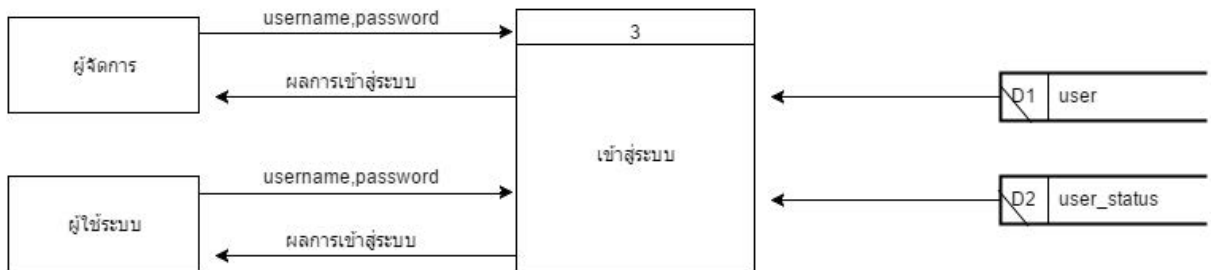 username,password
3
ผู้จัดการ
ผลการเข้าสู่ระบบ
D1 user
เข้าสู่ระบบ
username,password
D2 user_status
ผู้ใช้ระบบ
ผลการเข้าสู่ระบบ